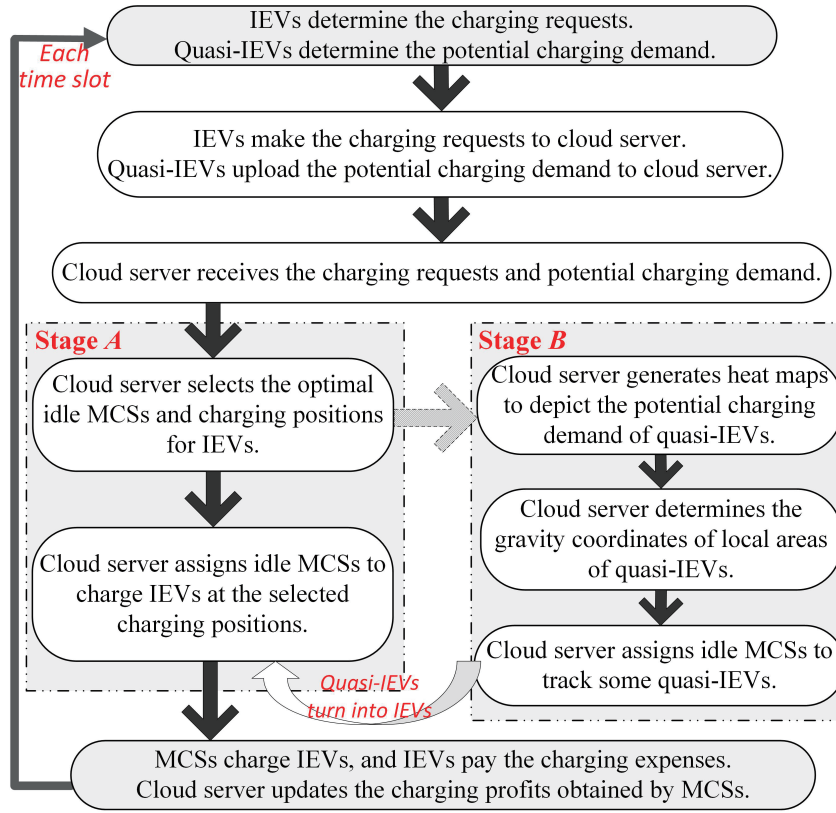 IEVs determine the charging requests.
Quasi-IEVs determine the potential charging demand.
Each
time slot
IEVs make the charging requests to cloud server.
Quasi-IEVs upload the potential charging demand to cloud server.
Cloud server receives the charging requests and potential charging demand.
Stage A
Cloud server selects the optimal
idle MCSs and charging positions
for IEVs.
Cloud server assigns idle MCSs to
charge IEVs at the selected
charging positions.
Stage B
Cloud server generates heat maps
to depict the potential charging
demand of quasi-IEVs.
Cloud server determines the
gravity coordinates of local areas
of quasi-IEVs.
Cloud server assigns idle MCSs to
track some quasi-IEVs.
Quasi-IEVs
turn into IEVs
MCSs charge IEVs, and IEVs pay the charging expenses.
Cloud server updates the charging profits obtained by MCSs.